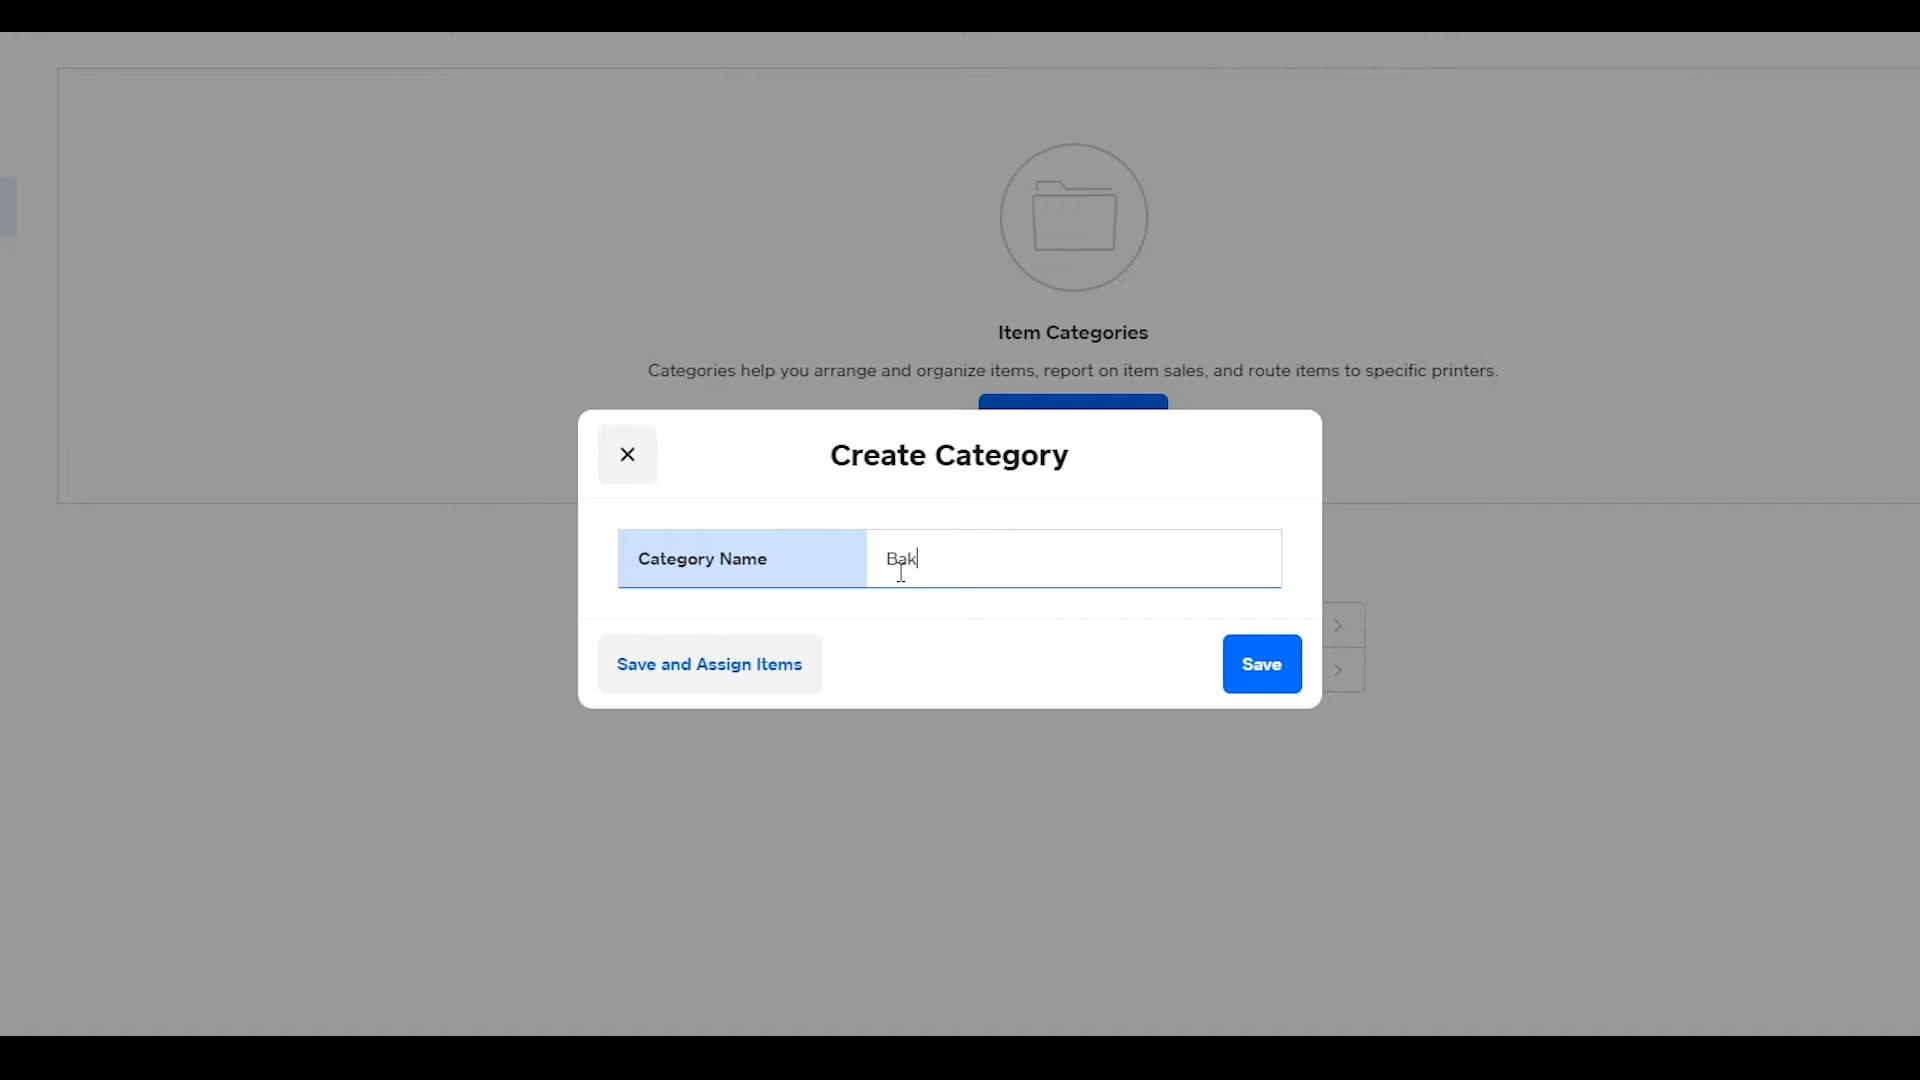 Item Categories
Categories help you arrange and organize items, report on item sales, and route items to specific printers.
Create Category
Category Name
Bak
Save and Assign Items
Save